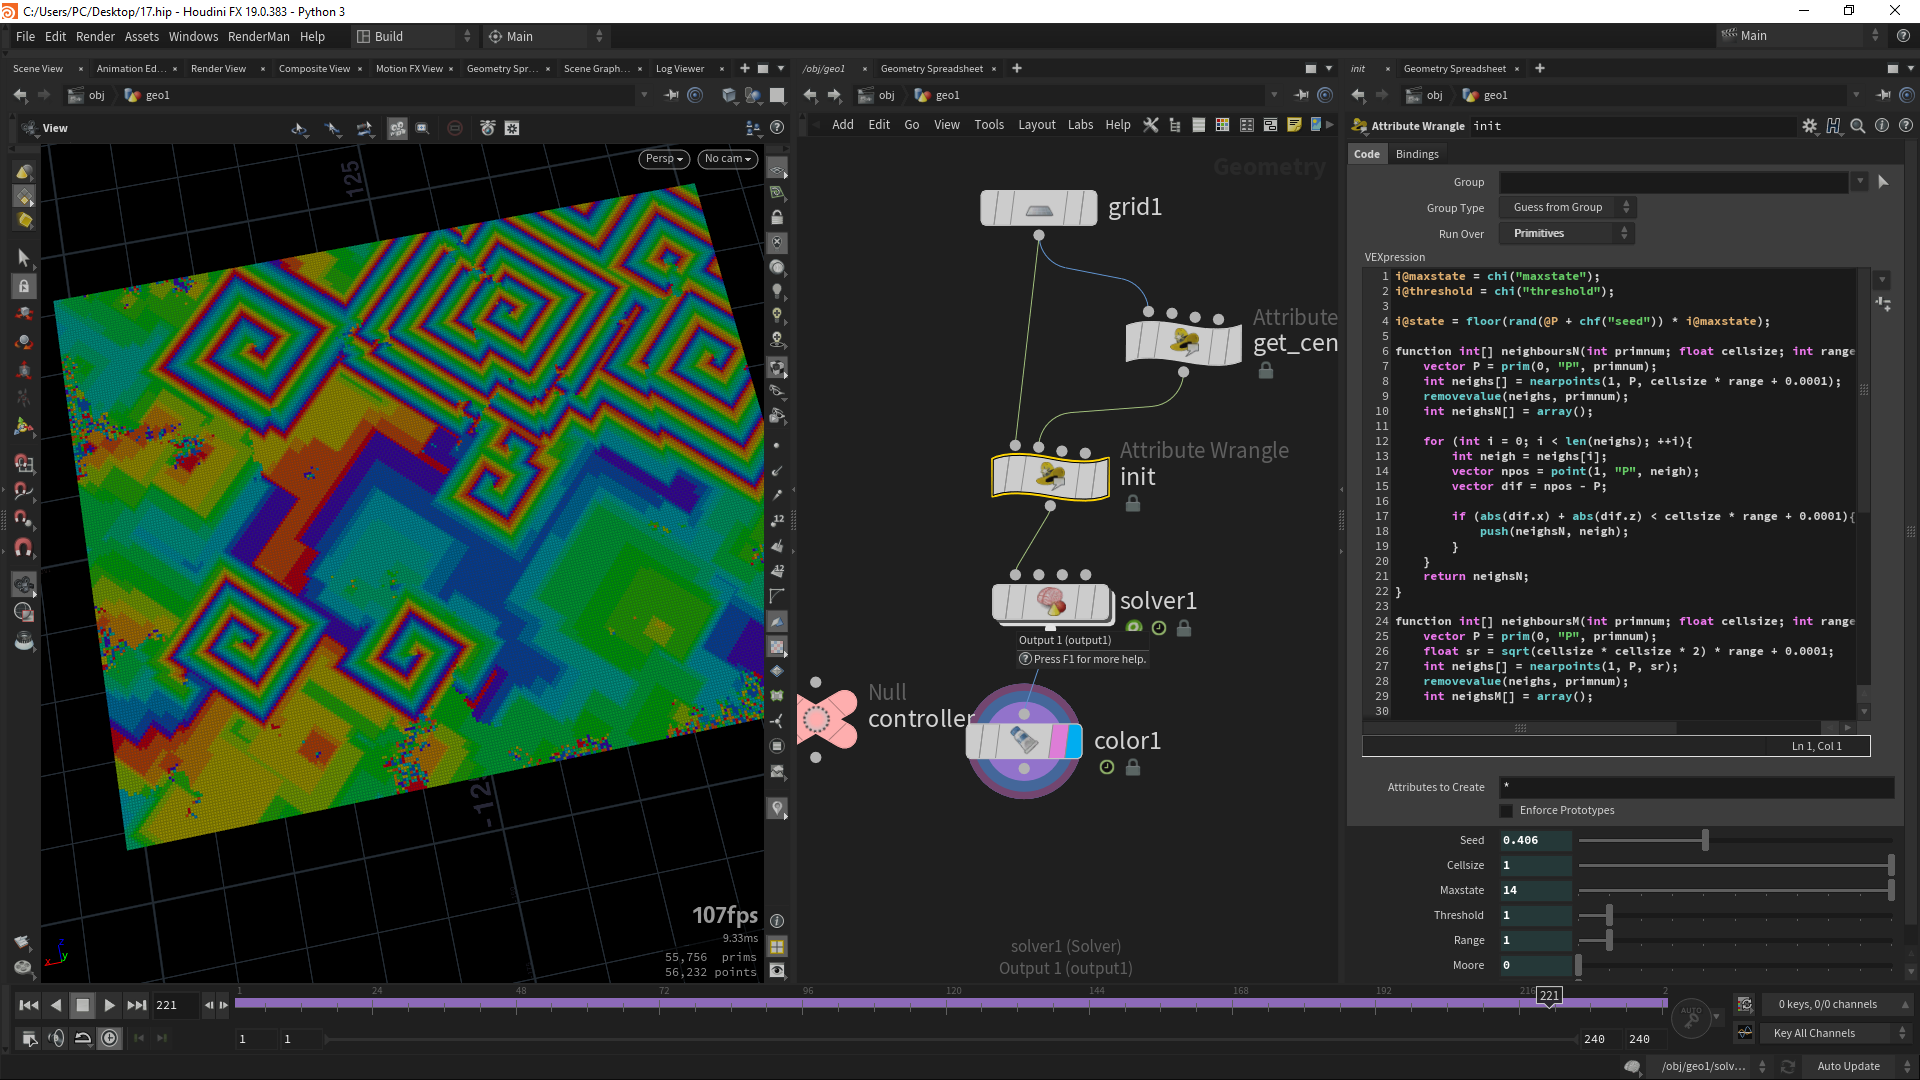 C:/Users/PC/Desktop/17.hip - Houdini FX 19.0.383 - Python 3
File Edit Render Assets Windows RenderMan Help Build Main Main
Scene View Animation Ed... Render View Composite View Motion FX View Geometry Spr... Scene Graph... Log Viewer
obj geo1
View
Persp No cam
125
-12
107fps
9.33ms
55,756 prims
56,232 points
/obj/geo1 Geometry Spreadsheet
obj geo1
Add Edit Go View Tools Layout Labs Help
Geometry
grid1
Attribute
get_cen
Attribute Wrangle
init
solver1
Output 1 (output1)
Press F1 for more help.
Null
controller
color1
solver1 (Solver)
Output 1 (output1)
init Geometry Spreadsheet
obj geo1
Attribute Wrangle init
Code Bindings
Group
Group Type Guess from Group
Run Over Primitives
VEXpression
1 i@maxstate = chi("maxstate");
2 i@threshold = chi("threshold");
3
4 i@state = floor(rand(@P + chf("seed")) * i@maxstate);
5
6 function int[] neighboursN(int primnum; float cellsize; int range
7 vector P = prim(0, "P", primnum);
8 int neighs[] = nearpoints(1, P, cellsize * range + 0.0001);
9 removevalue(neighs, primnum);
10 int neighsN[] = array();
11
12 for (int i = 0; i < len(neighs); ++i){
13 int neigh = neighs[i];
14 vector npos = point(1, "P", neigh);
15 vector dif = npos - P;
16
17 if (abs(dif.x) + abs(dif.z) < cellsize * range + 0.0001){
18 push(neighsN, neigh);
19 }
20 }
21 return neighsN;
22 }
23
24 function int[] neighboursM(int primnum; float cellsize; int range
25 vector P = prim(0, "P", primnum);
26 float sr = sqrt(cellsize * cellsize * 2) * range + 0.0001;
27 int neighs[] = nearpoints(1, P, sr);
28 removevalue(neighs, primnum);
29 int neighsM[] = array();
30
Ln 1, Col 1
Attributes to Create *
Enforce Prototypes
Seed 0.406
Cellsize 1
Maxstate 14
Threshold 1
Range 1
Moore 0
221
1 24 48 72 96 120 144 168 192 216 2
221
1 1 240 240
AUTO
0 keys, 0/0 channels
Key All Channels
/obj/geo1/solv... Auto Update